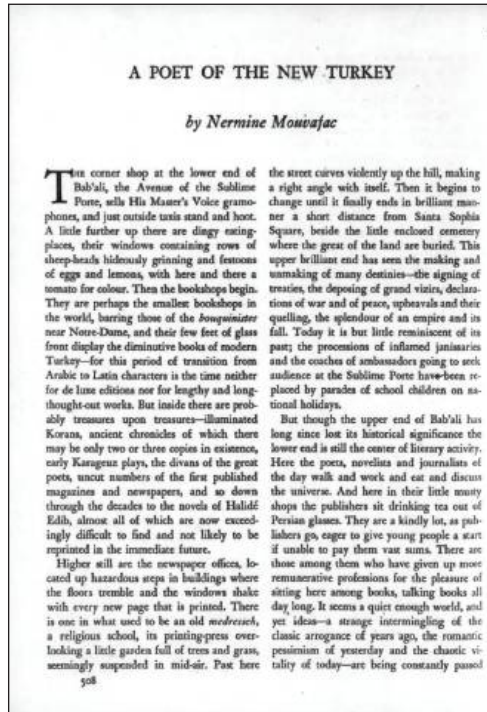 A POET OF THE NEW TURKEY
by Nermine Mouvafac
THE corner shop at the lower end of
Bab'ali, the Avenue of the Sublime
Porte, sells His Master's Voice gramo-
phones, and just outside taxis stand and hoot.
A little further up there are dingy eating-
places, their windows containing rows of
sheep-heads hideously grinning and festoons
of eggs and lemons, with here and there a
tomato for colour. Then the bookshops begin.
They are perhaps the smallest bookshops in
the world, barring those of the bouquinistes
near Notre-Dame, and their few feet of glass
front display the diminutive books of modern
Turkey—for this period of transition from
Arabic to Latin characters is the time neither
for de luxe editions nor for lengthy and long-
thought-out works. But inside there are prob-
ably treasures upon treasures—illuminated
Korans, ancient chronicles of which there
may be only two or three copies in existence,
early Karageuz plays, the divans of the great
poets, uncut numbers of the first published
magazines and newspapers, and so down
through the decades to the novels of Halidé
Edib, almost all of which are now exceed-
ingly difficult to find and not likely to be
reprinted in the immediate future.
Higher still are the newspaper offices, lo-
cated up hazardous steps in buildings where
the floors tremble and the windows shake
with every new page that is printed. There
is one in what used to be an old medresseh,
a religious school, its printing-press over-
looking a little garden full of trees and grass,
seemingly suspended in mid-air. Past here
508
the street curves violently up the hill, making
a right angle with itself. Then it begins to
change until it finally ends in brilliant man-
ner a short distance from Santa Sophia
Square, beside the little enclosed cemetery
where the great of the land are buried. This
upper brilliant end has seen the making and
unmaking of many destinies—the signing of
treaties, the deposing of grand vizirs, declara-
tions of war and of peace, upheavals and their
quelling, the splendour of an empire and its
fall. Today it is but little reminiscent of its
past; the processions of inflamed janissaries
and the coaches of ambassadors going to seek
audience at the Sublime Porte have been re-
placed by parades of school children on na-
tional holidays.
But though the upper end of Bab'ali has
long since lost its historical significance the
lower end is still the center of literary activity.
Here the poets, novelists and journalists of
the day walk and work and eat and discuss
the universe. And here in their little musty
shops the publishers sit drinking tea out of
Persian glasses. They are a kindly lot, as pub-
lishers go, eager to give young people a start
if unable to pay them vast sums. There are
those among them who have given up more
remunerative professions for the pleasure of
sitting here among books, talking books all
day long. It seems a quiet enough world, and
yet ideas—a strange intermingling of the
classic arrogance of years ago, the romantic
pessimism of yesterday and the chaotic vi-
tality of today—are being constantly passed